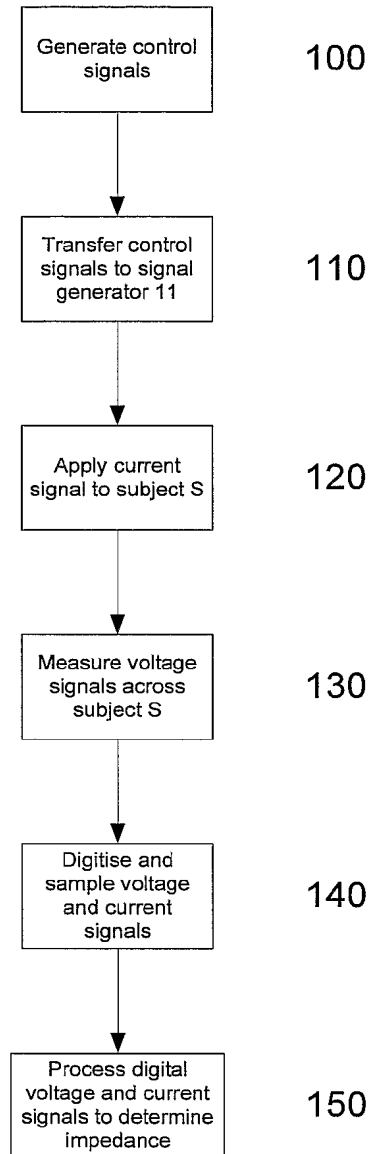 Generate control
signals
100
Transfer control
signals to signal
generator 11
110
Apply current
signal to subject S
120
Measure voltage
signals across
subject S
130
Digitise and
sample voltage
and current
signals
140
Process digital
voltage and current
signals to determine
impedance
150